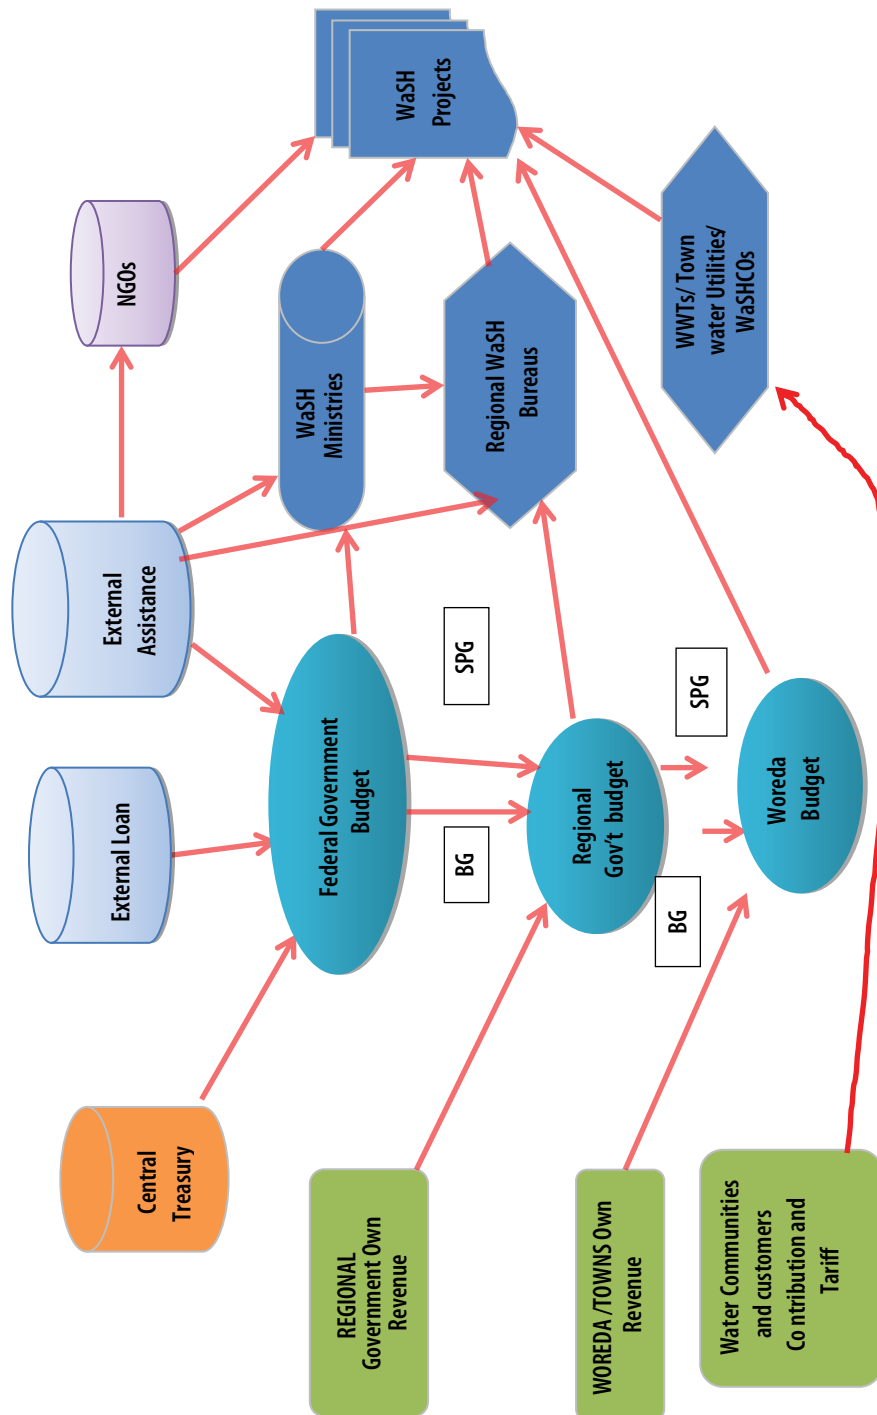 Central
Treasury
External Loan
External
Assistance
NGOs
REGIONAL
Government Own
Revenue
Federal Government
Budget
WaSH
Ministries
WaSH
Projects
BG
SPG
Regional WaSH
Bureaus
WOREDA /TOWNS Own
Revenue
Regional
Gov't budget
BG
SPG
Water Communities
and customers
Co ntribution and
Tariff
Woreda
Budget
WWTs/ Town
water Utilities/
WaSHCOs